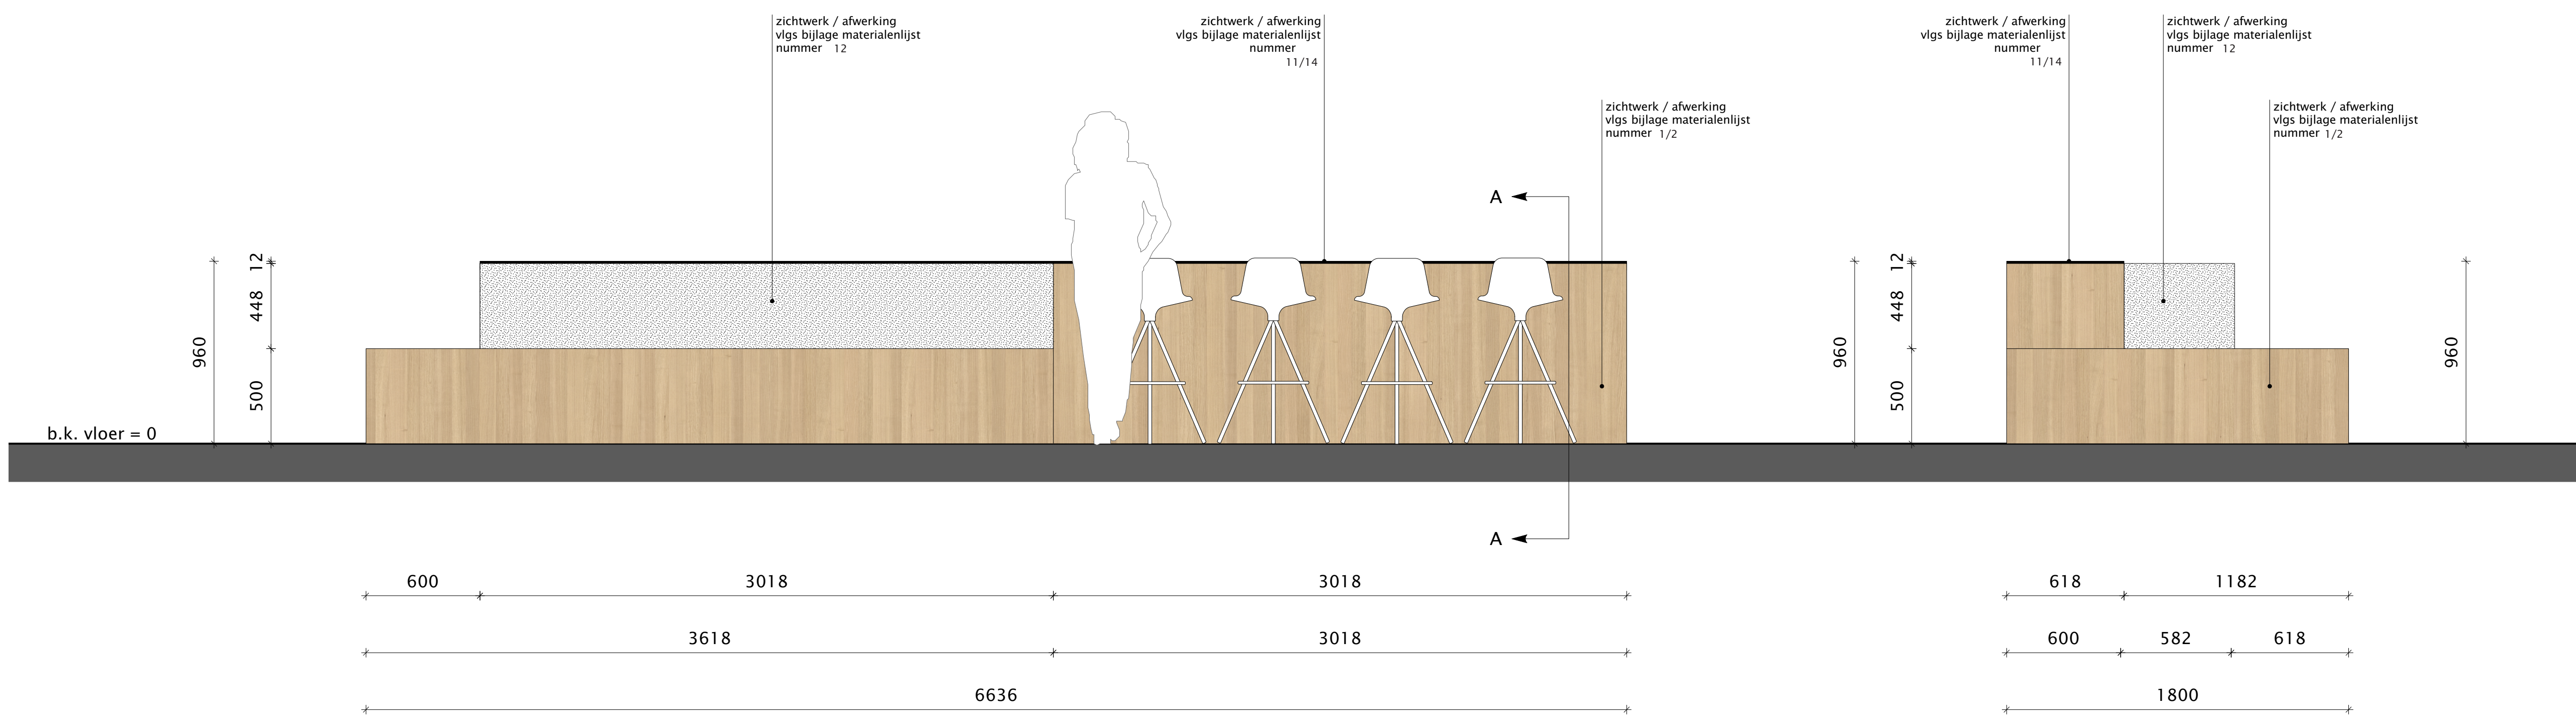 zichtwerk / afwerking
vlgs bijlage materialenlijst
nummer 12
zichtwerk / afwerking
vlgs bijlage materialenlijst
nummer
11/14
zichtwerk / afwerking
vlgs bijlage materialenlijst
nummer 1/2
zichtwerk / afwerking
vlgs bijlage materialenlijst
nummer
11/14
zichtwerk / afwerking
vlgs bijlage materialenlijst
nummer 12
zichtwerk / afwerking
vlgs bijlage materialenlijst
nummer 1/2
A
960
12
448
500
b.k. vloer = 0
960
12
448
500
960
A
600 3018 3018
618 1182
3618 3018
600 582 618
6636
1800